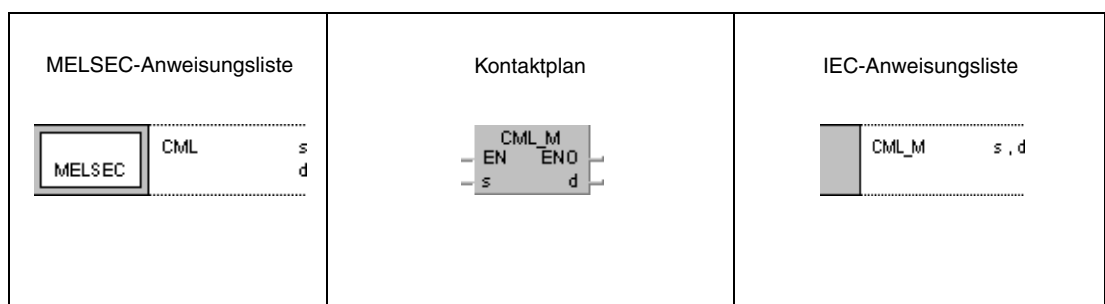 MELSEC-Anweisungsliste
MELSEC
CML s
d
Kontaktplan
CML_M
EN ENO
s d
IEC-Anweisungsliste
CML_M s , d